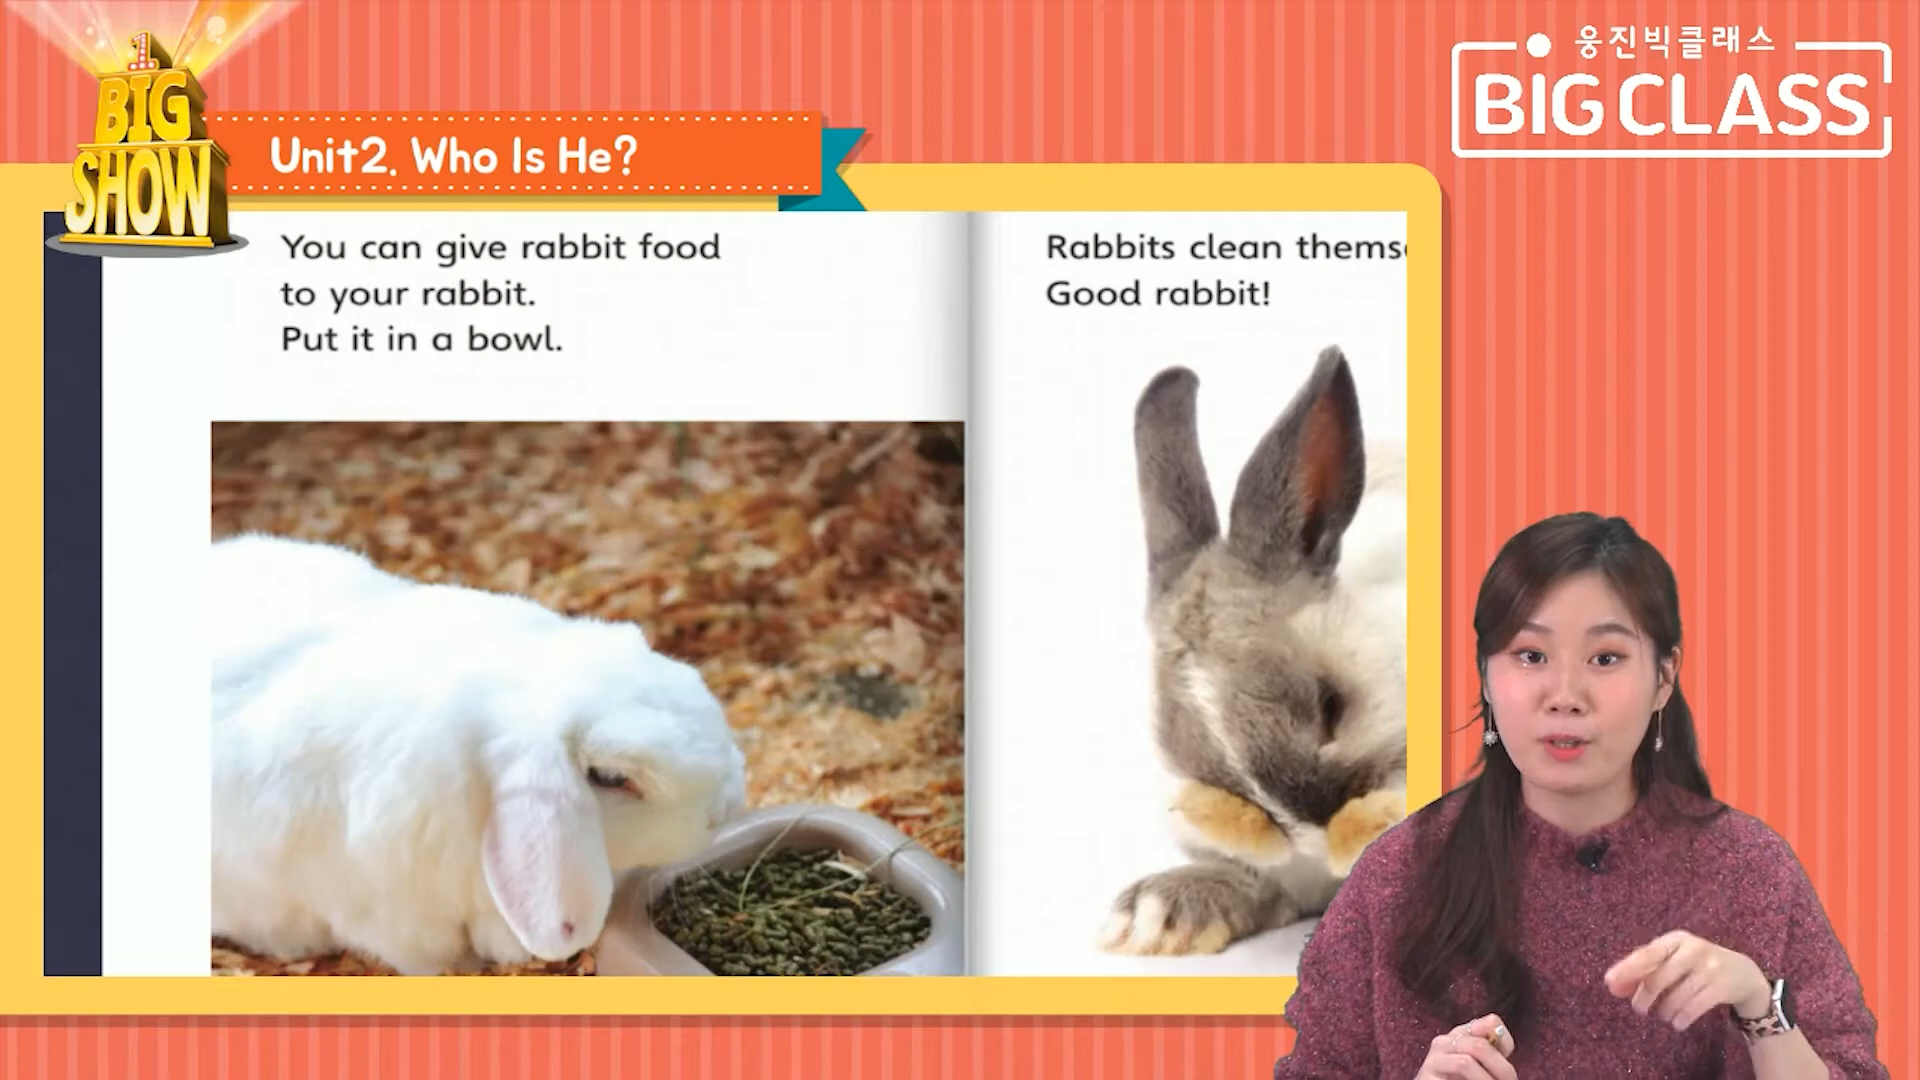 1
BIG
SHOW
Unit2. Who Is He?
웅진빅클래스
BIG CLASS
You can give rabbit food
to your rabbit.
Put it in a bowl.
Rabbits clean
Good rabbit!